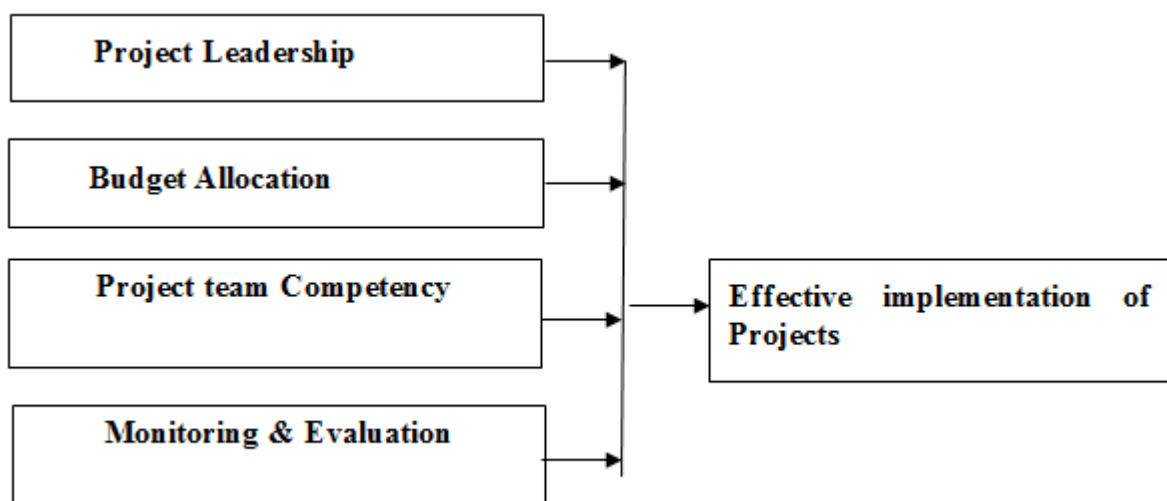 Project Leadership
Budget Allocation
Project team Competency
Effective implementation of
Projects
Monitoring & Evaluation